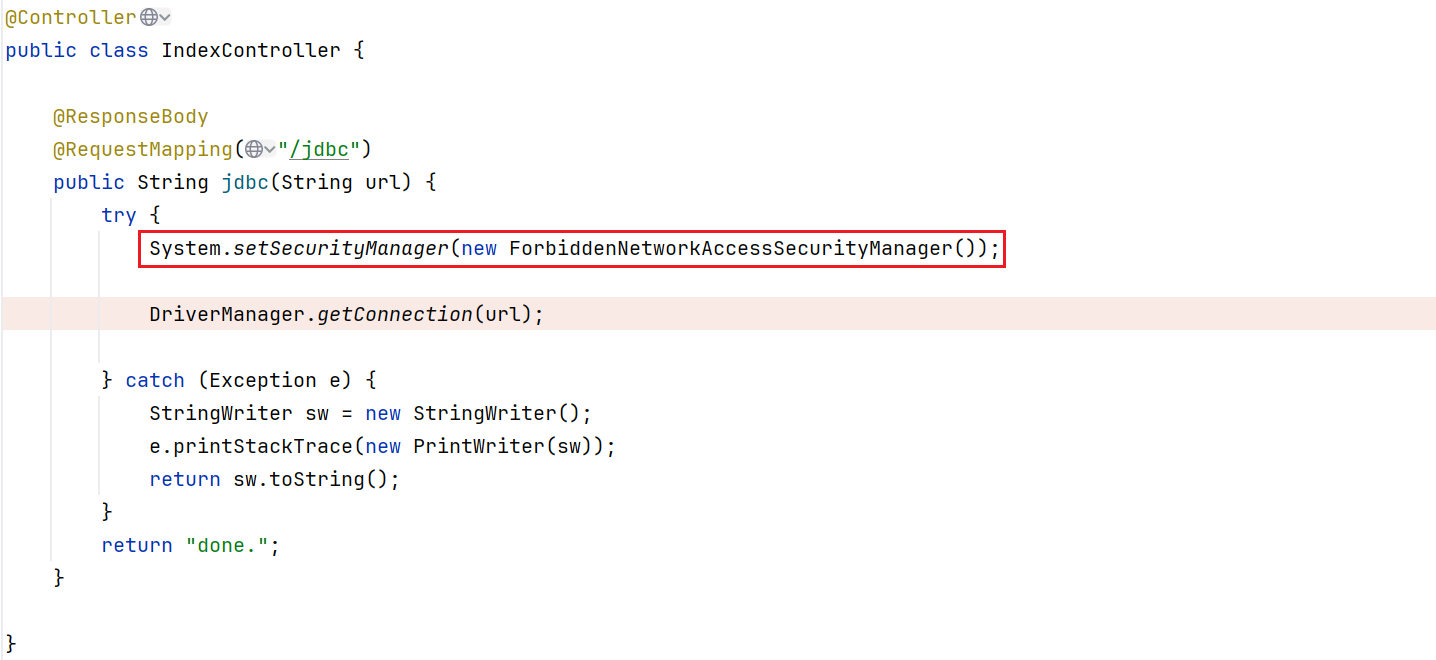 @Controller
public class IndexController {
@ResponseBody
@RequestMapping("/jdbc")
public String jdbc(String url) {
try {
System.setSecurityManager(new ForbiddenNetworkAccessSecurityManager());
DriverManager.getConnection(url);
} catch (Exception e) {
StringWriter sw = new StringWriter();
e.printStackTrace(new PrintWriter(sw));
return sw.toString();
}
return "done.";
}
}